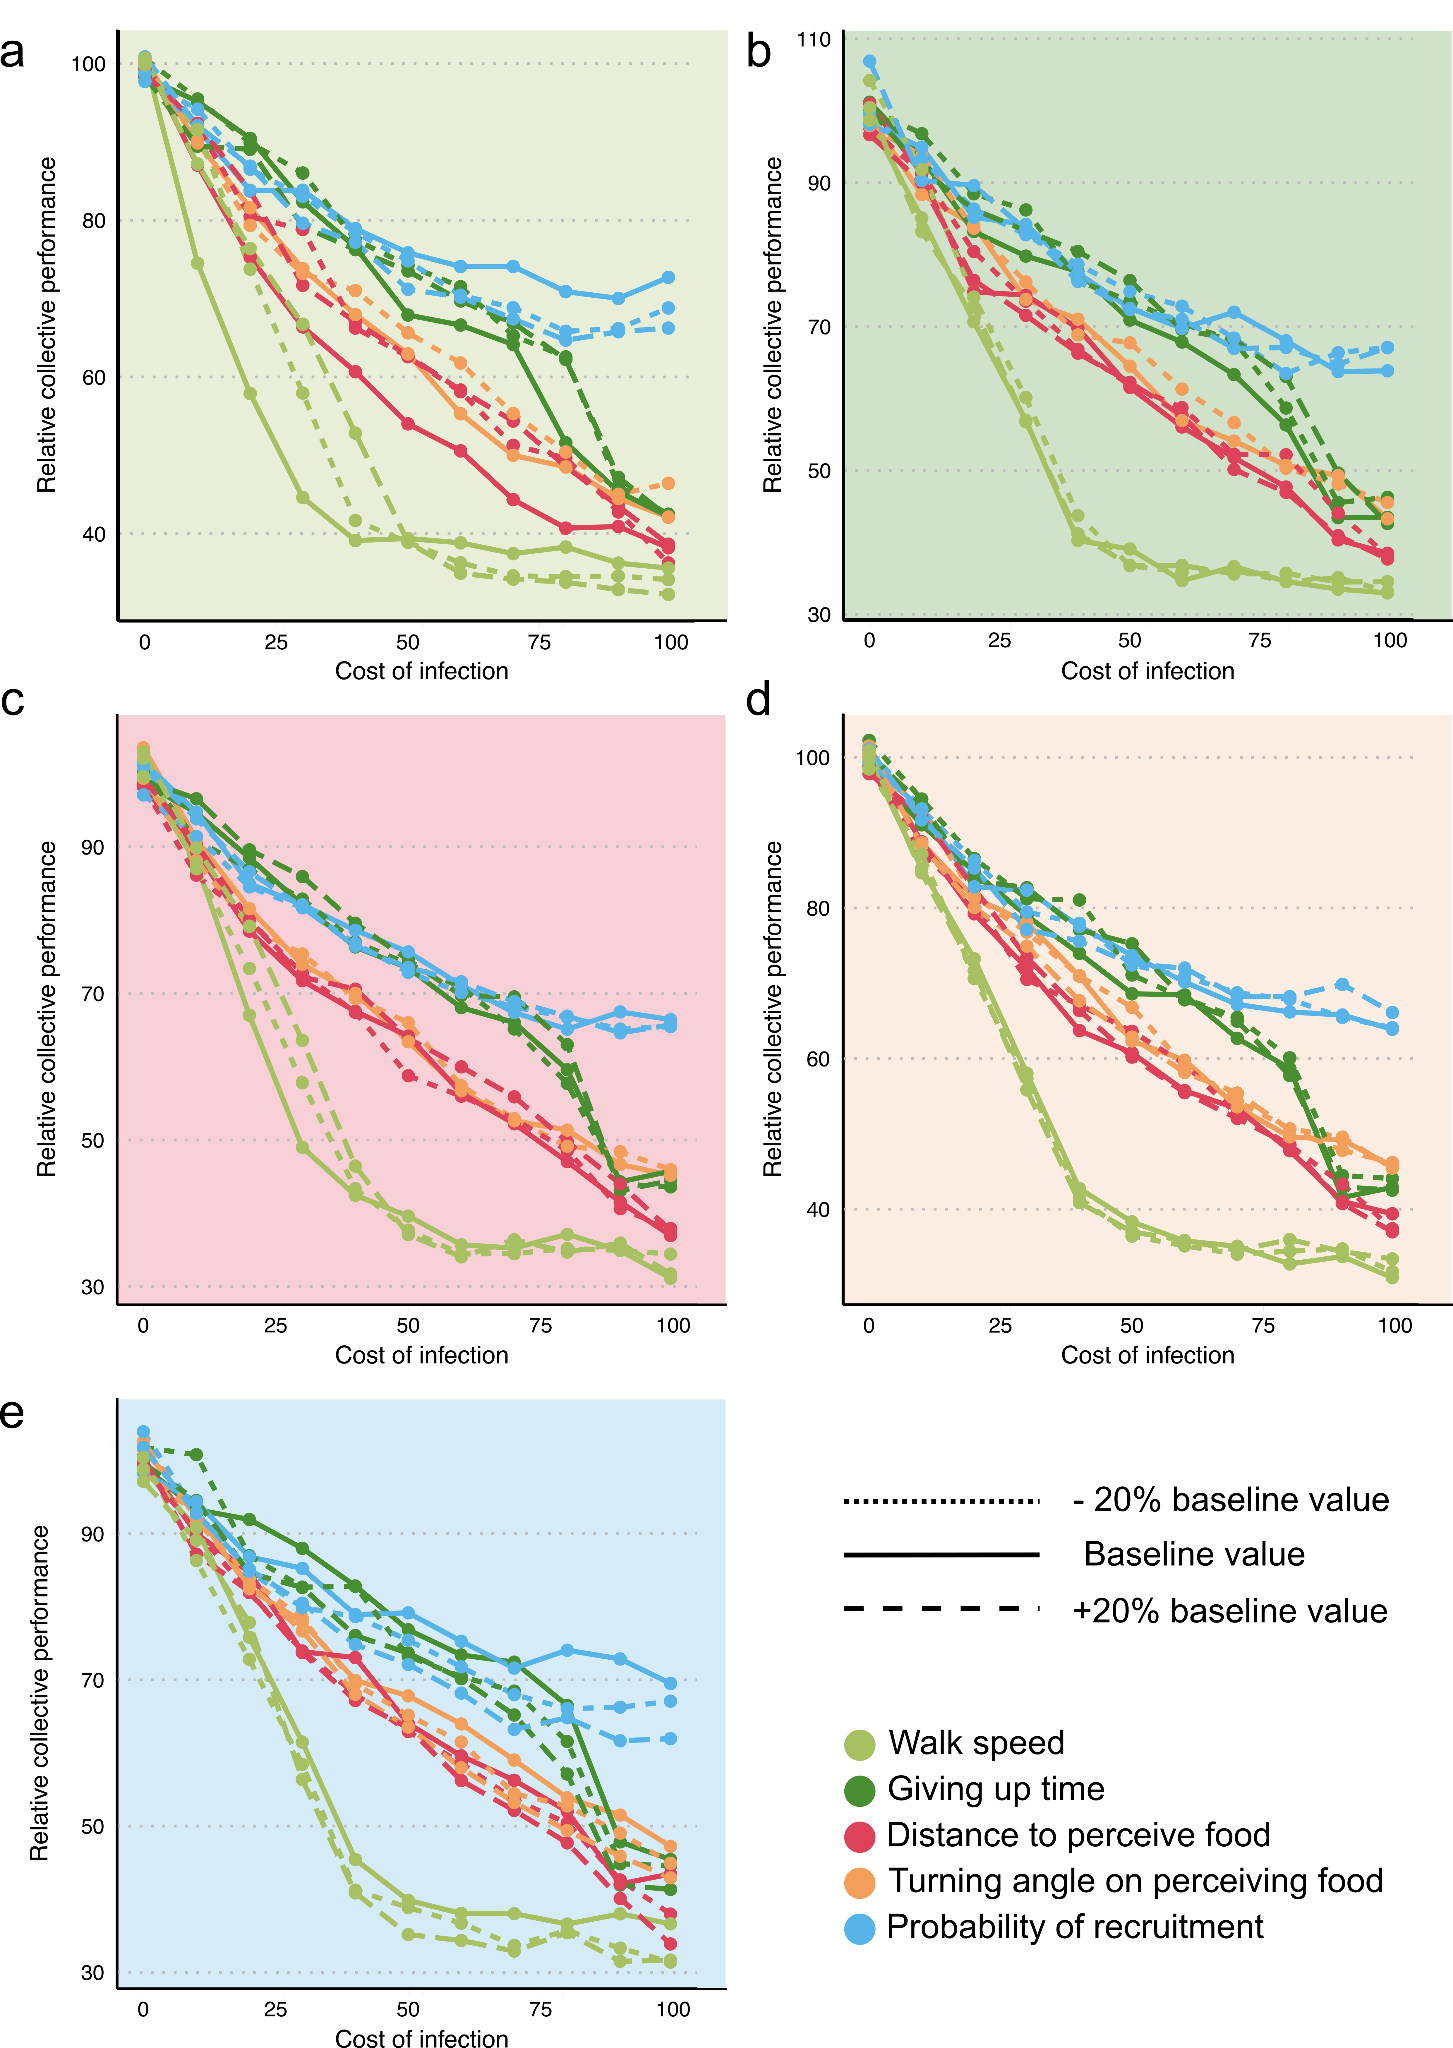 a
100
80
60
40
Relative collective performance
0 25 50 75 100
Cost of infection
b
110
90
70
50
30
Relative collective performance
0 25 50 75 100
Cost of infection
c
90
70
50
30
Relative collective performance
0 25 50 75 100
Cost of infection
d
100
80
60
40
Relative collective performance
0 25 50 75 100
Cost of infection
e
90
70
50
30
Relative collective performance
0 25 50 75 100
Cost of infection
- 20% baseline value
Baseline value
+20% baseline value
Walk speed
Giving up time
Distance to perceive food
Turning angle on perceiving food
Probability of recruitment